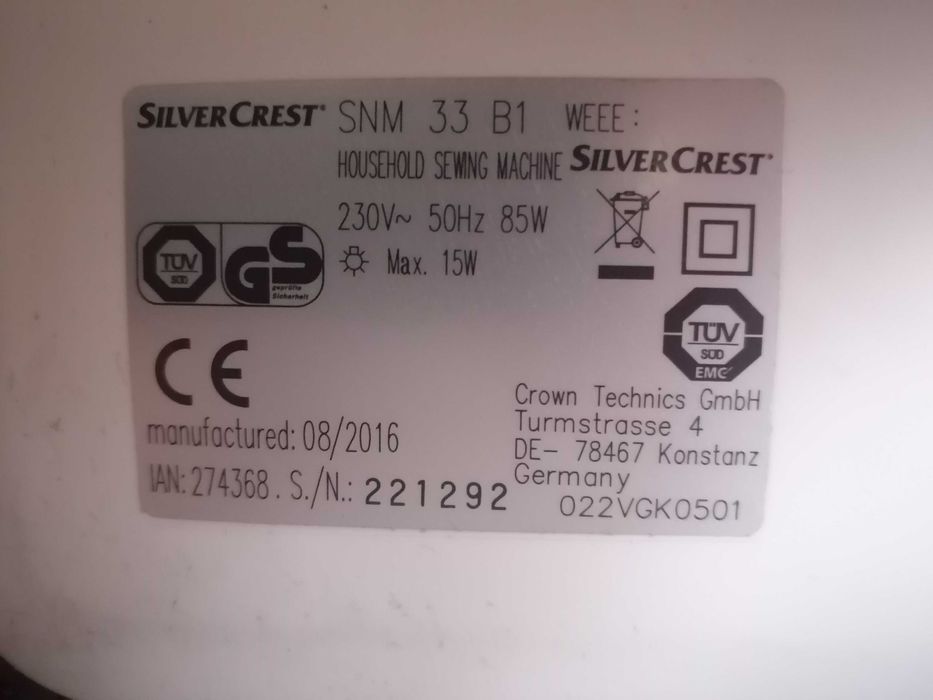 SILVERCREST® SNM 33 B1 WEEE:
HOUSEHOLD SEWING MACHINE SILVERCREST®
230V~ 50Hz 85W
Max. 15W
TÜV
SÜD
GS
geprüfte
Sicherheit
TÜV
SÜD
EMC
CE
manufactured: 08/2016
IAN: 274368. S./N.: 221292
Crown Technics GmbH
Turmstrasse 4
DE- 78467 Konstanz
Germany
022VGK0501